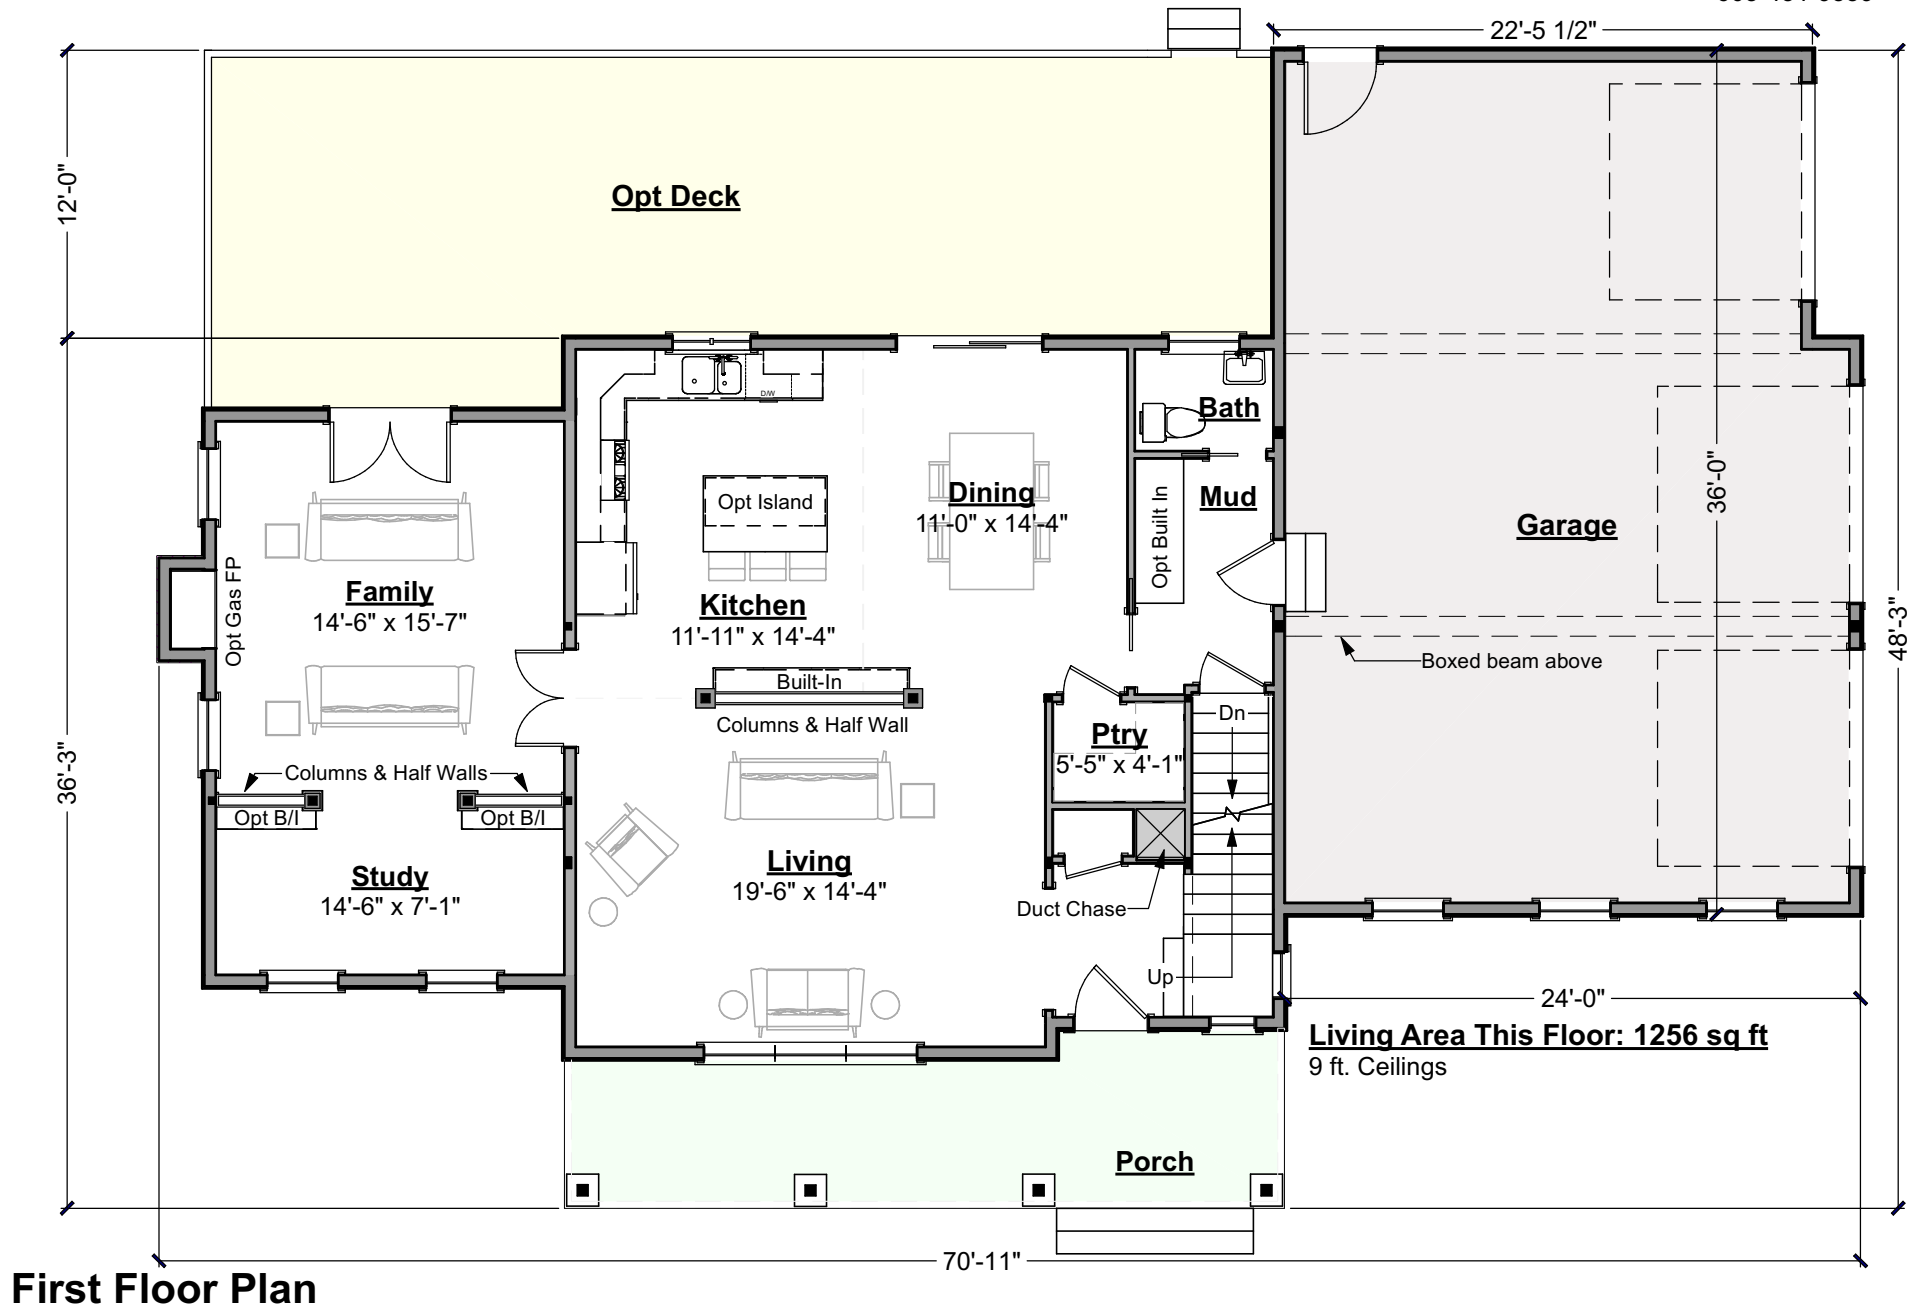 22'-5 1/2"
12'-0"
Opt Deck
Bath
D/W
Dining
11'-0" x 14'-4"
Opt Island
Mud
Opt Built In
Garage
36'-0"
48'-3"
Opt Gas FP
Family
14'-6" x 15'-7"
Kitchen
11'-11" x 14'-4"
Boxed beam above
Built-In
Columns & Half Wall
Dn
Ptry
5'-5" x 4'-1"
36'-3"
Columns & Half Walls
Opt B/I
Opt B/I
Living
19'-6" x 14'-4"
Study
14'-6" x 7'-1"
Duct Chase
Up
24'-0"
Living Area This Floor: 1256 sq ft
9 ft. Ceilings
Porch
70'-11"
First Floor Plan